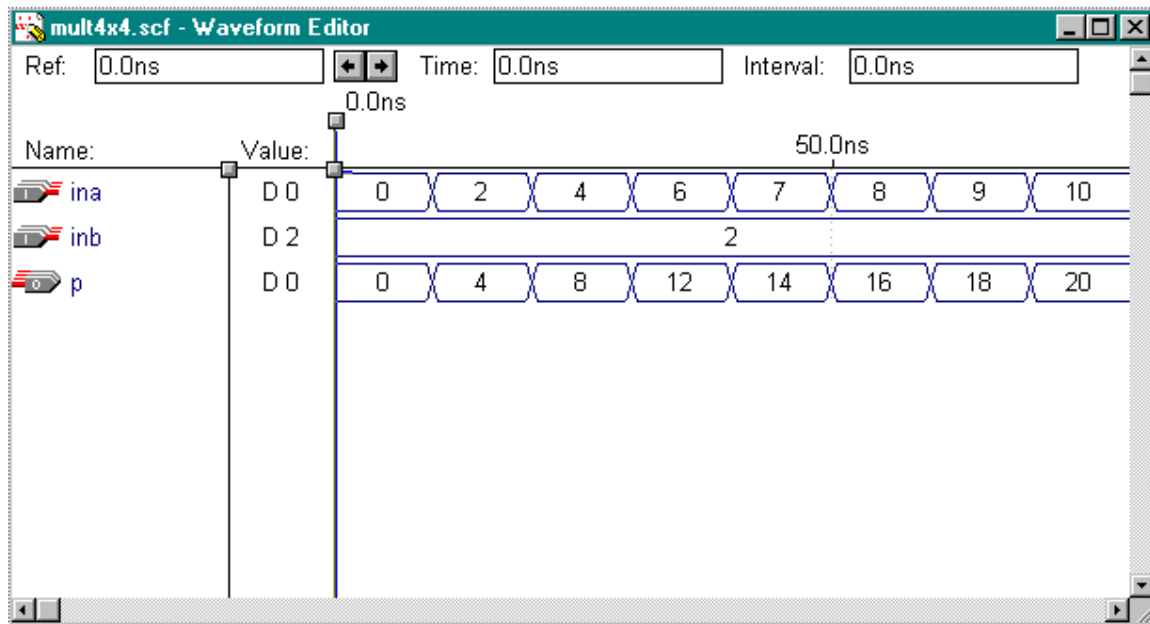 mult4x4.scf - Waveform Editor
Ref: 0.0ns Time: 0.0ns Interval: 0.0ns
0.0ns
Name: Value: 50.0ns
I ina D 0 0 2 4 6 7 8 9 10
I inb D 2 2
O p D 0 0 4 8 12 14 16 18 20